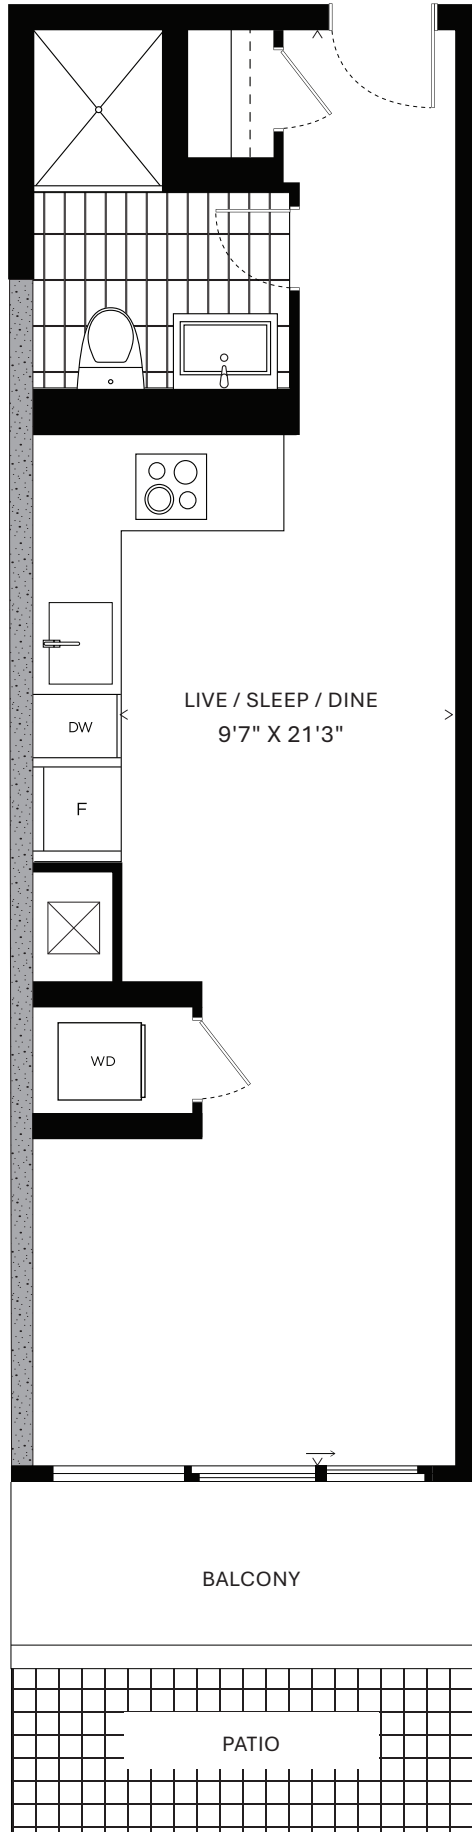 LIVE / SLEEP / DINE
9'7" X 21'3"
DW
F
WD
BALCONY
PATIO